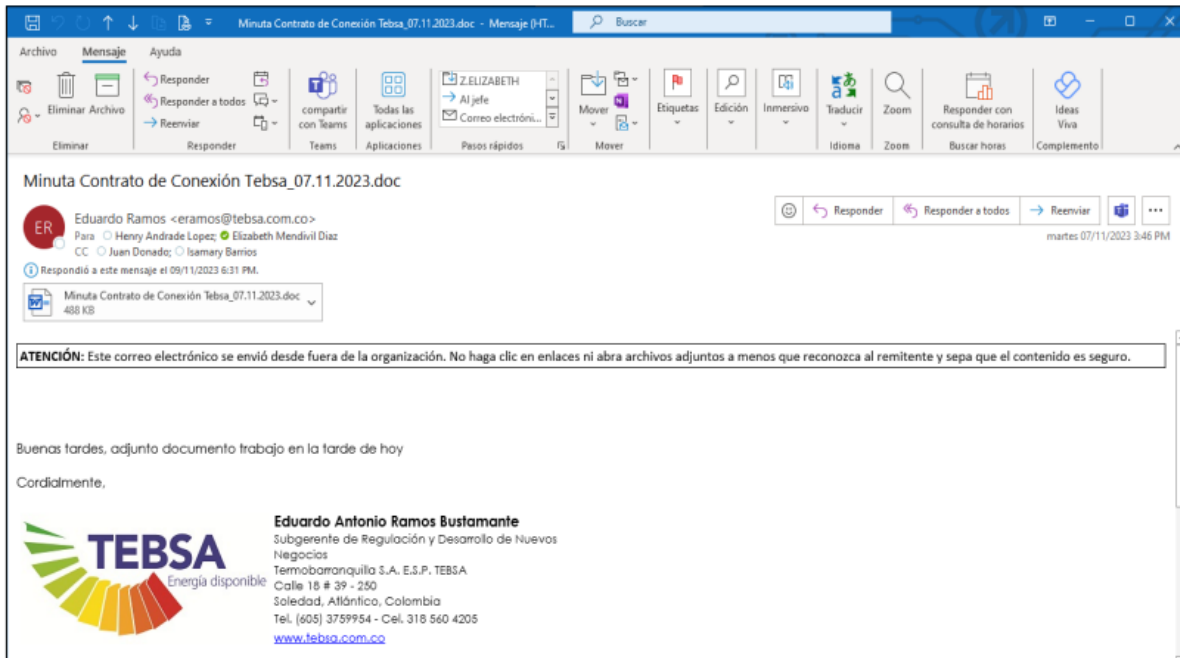 Minuta Contrato de Conexión Tebsa_07.11.2023.doc - Mensaje (HT...
Buscar
Archivo
Mensaje
Ayuda
Eliminar
Archivo
Responder
Responder a todos
Reenviar
compartir
con Teams
Todas las
aplicaciones
Z.ELIZABETH
Al jefe
Correo electróni...
Mover
Etiquetas
Edición
Inmersivo
Traducir
Zoom
Responder con
consulta de horarios
Ideas
Viva
Eliminar
Responder
Teams
Aplicaciones
Pasos rápidos
Mover
Idioma
Zoom
Buscar horas
Complemento
Minuta Contrato de Conexión Tebsa_07.11.2023.doc
ER
Eduardo Ramos <eramos@tebsa.com.co>
Para Henry Andrade Lopez; Elizabeth Mendivil Diaz
CC Juan Donado; Isamary Barrios
Responder
Responder a todos
Reenviar
martes 07/11/2023 3:46 PM
Respondió a este mensaje el 09/11/2023 6:31 PM.
Minuta Contrato de Conexión Tebsa_07.11.2023.doc
488 KB
ATENCIÓN: Este correo electrónico se envió desde fuera de la organización. No haga clic en enlaces ni abra archivos adjuntos a menos que reconozca al remitente y sepa que el contenido es seguro.
Buenas tardes, adjunto documento trabajo en la tarde de hoy
Cordialmente,
TEBSA
Energía disponible
Eduardo Antonio Ramos Bustamante
Subgerente de Regulación y Desarrollo de Nuevos
Negocios
Termobarranquilla S.A. E.S.P. TEBSA
Calle 18 # 39 - 250
Soledad, Atlántico, Colombia
Tel. (605) 3759954 - Cel. 318 560 4205
www.tebsa.com.co